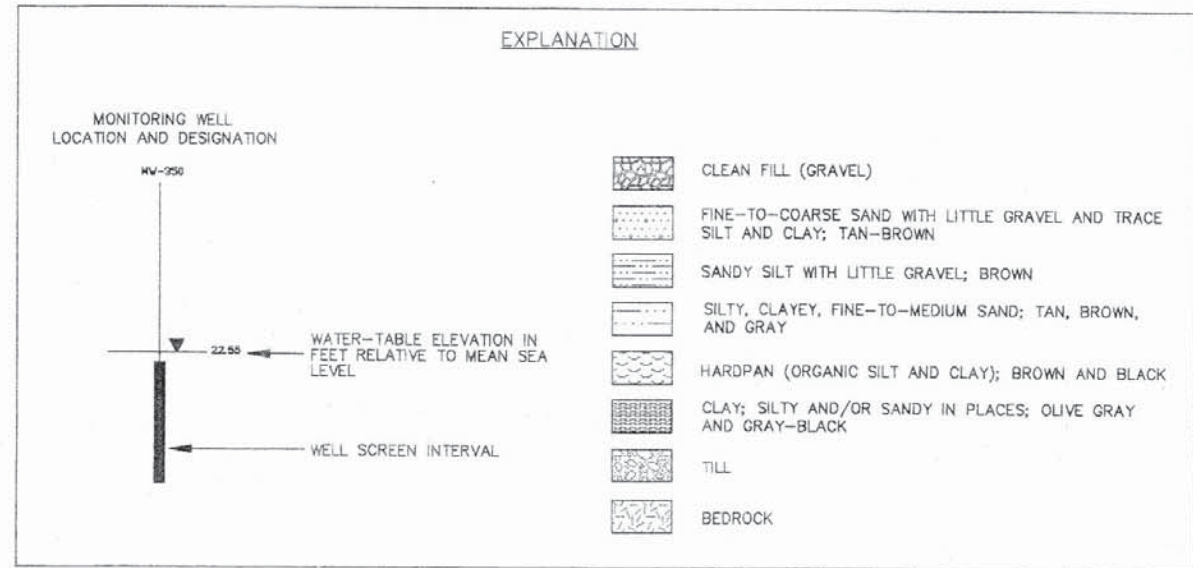 EXPLANATION
MONITORING WELL
LOCATION AND DESIGNATION
MW-350
22.55
WATER-TABLE ELEVATION IN
FEET RELATIVE TO MEAN SEA
LEVEL
WELL SCREEN INTERVAL
CLEAN FILL (GRAVEL)
FINE-TO-COARSE SAND WITH LITTLE GRAVEL AND TRACE
SILT AND CLAY; TAN-BROWN
SANDY SILT WITH LITTLE GRAVEL; BROWN
SILTY, CLAYEY, FINE-TO-MEDIUM SAND; TAN, BROWN,
AND GRAY
HARDPAN (ORGANIC SILT AND CLAY); BROWN AND BLACK
CLAY; SILTY AND/OR SANDY IN PLACES; OLIVE GRAY
AND GRAY-BLACK
TILL
BEDROCK